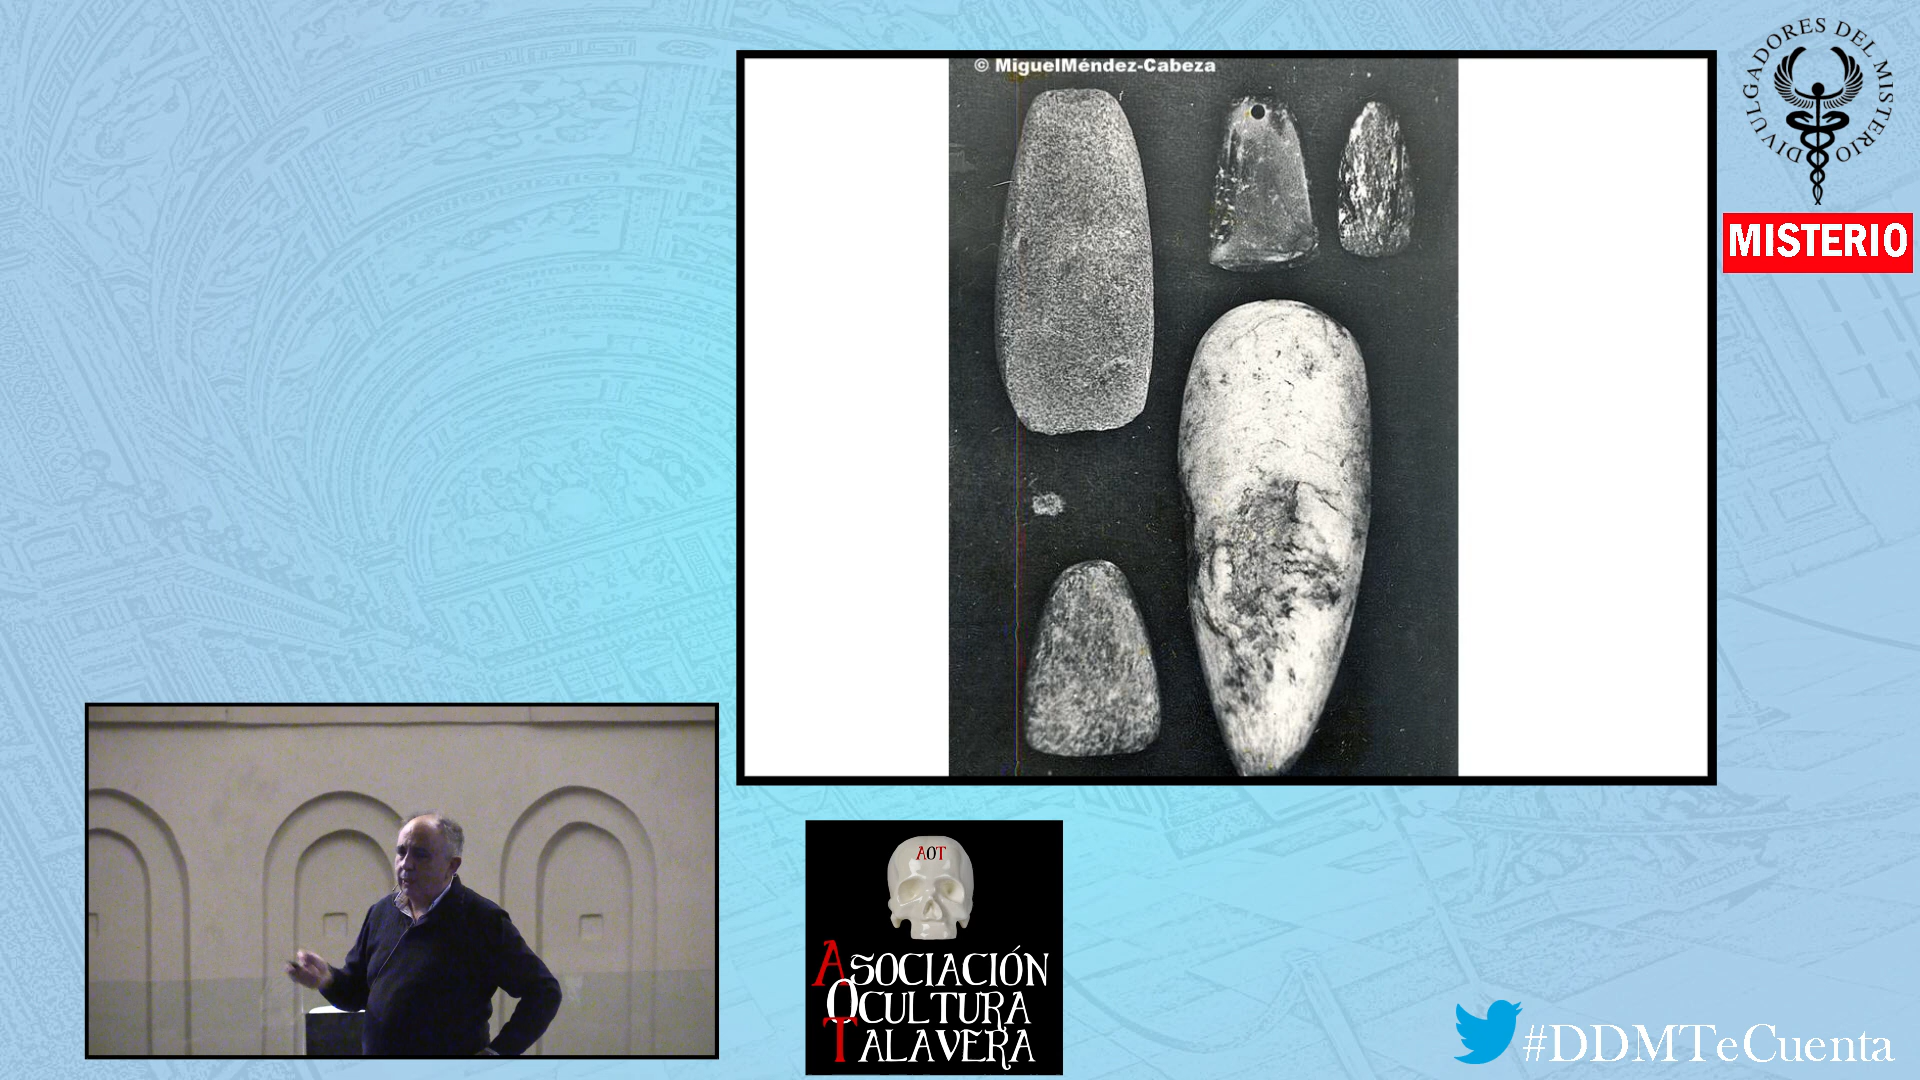 © MiguelMéndez-Cabeza
DIVULGADORES DEL MISTERIO
MISTERIO
AOT
ASOCIACIÓN
OCULTURA
TALAVERA
#DDMTeCuenta